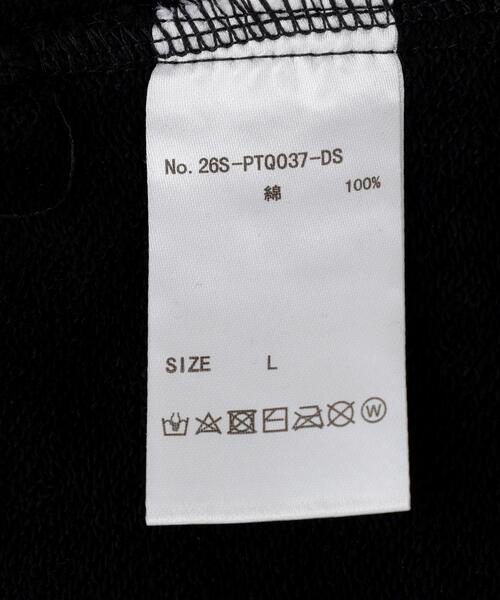 No. 26S-PTQ037-DS
綿 100%
SIZE L
W